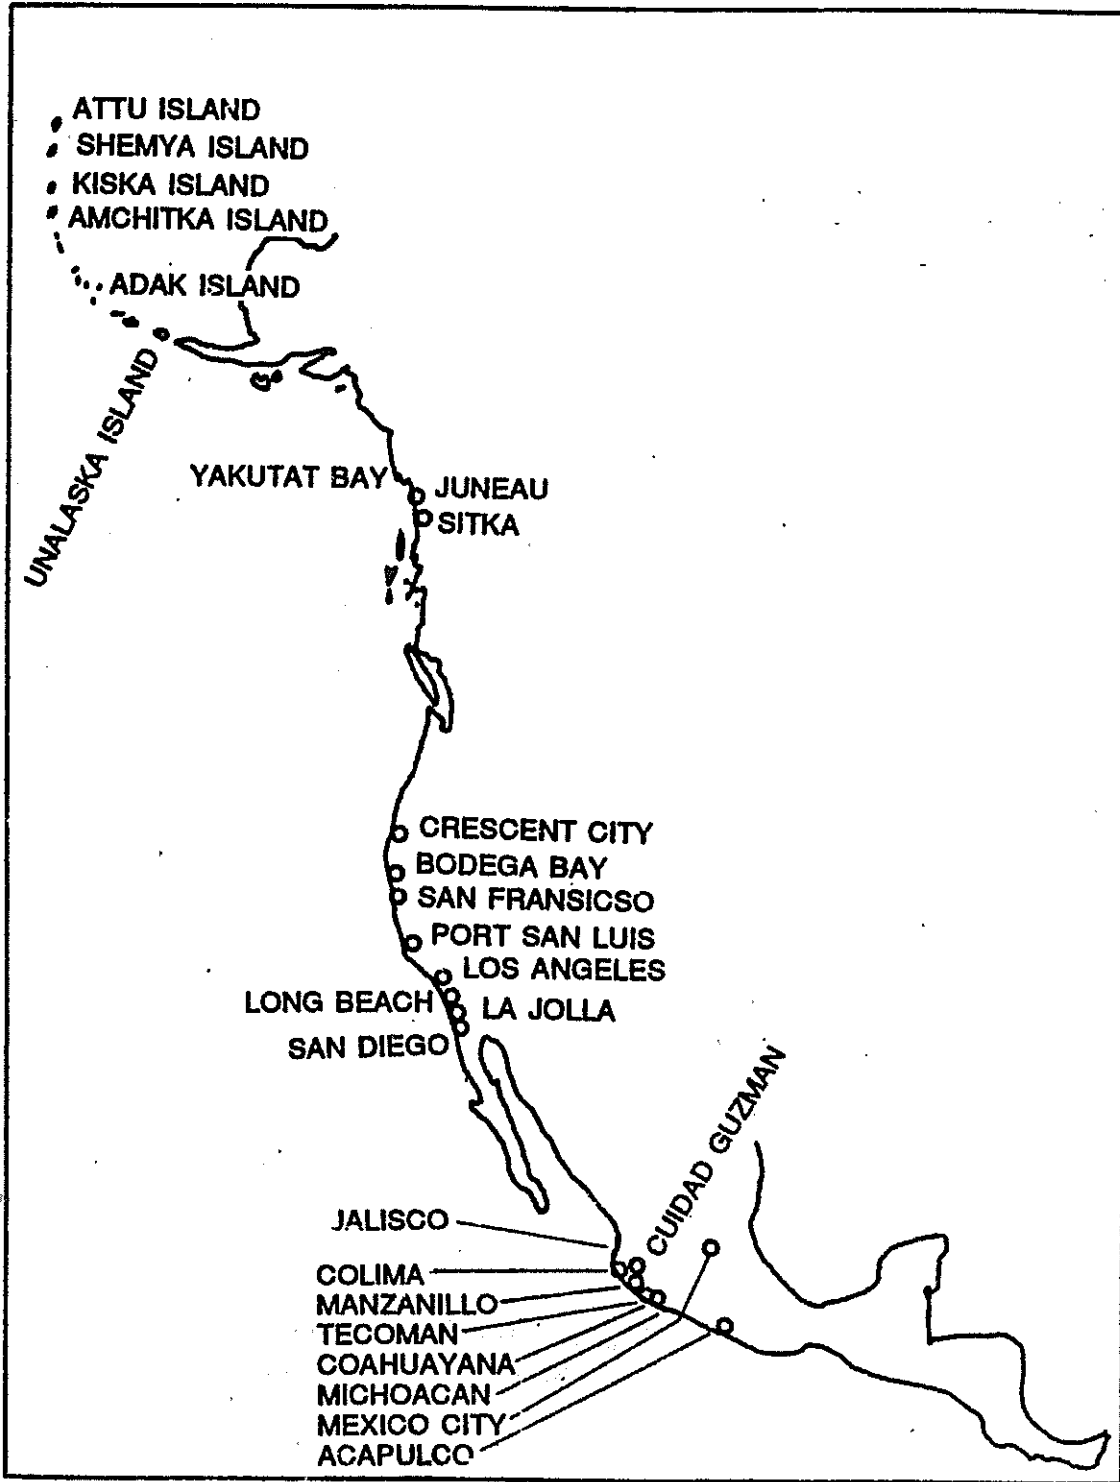 ATTU ISLAND
SHEMYA ISLAND
KISKA ISLAND
AMCHITKA ISLAND
ADAK ISLAND
UNALASKA ISLAND
YAKUTAT BAY
JUNEAU
SITKA
CRESCENT CITY
BODEGA BAY
SAN FRANSICSO
PORT SAN LUIS
LOS ANGELES
LONG BEACH
LA JOLLA
SAN DIEGO
CUIDAD GUZMAN
JALISCO
COLIMA
MANZANILLO
TECOMAN
COAHUAYANA
MICHOACAN
MEXICO CITY
ACAPULCO